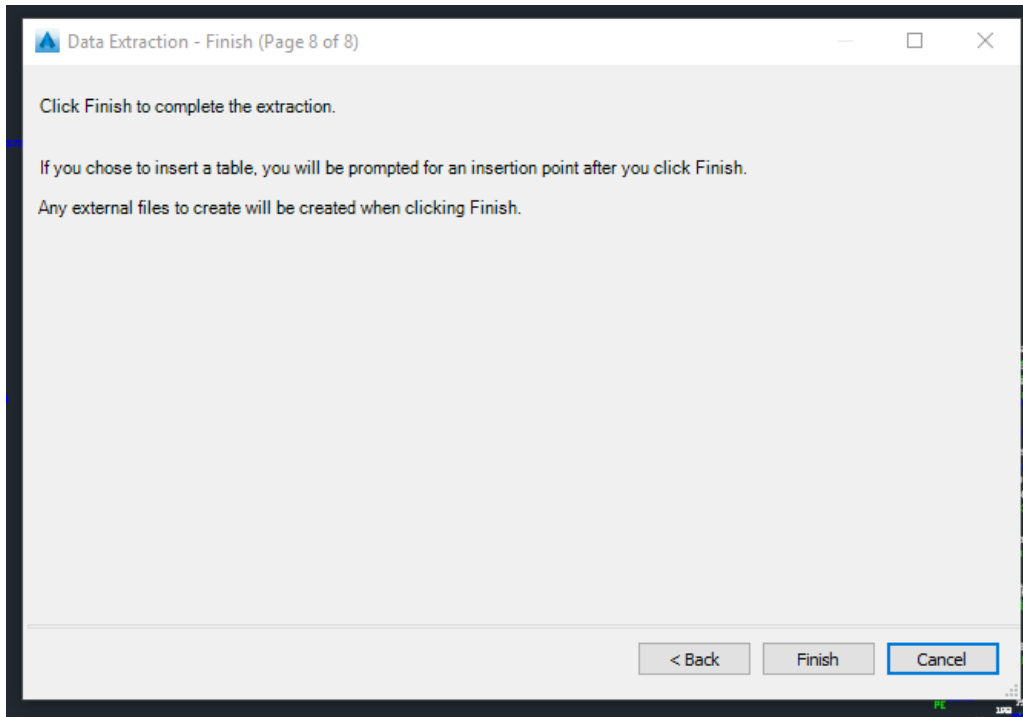 Data Extraction - Finish (Page 8 of 8)
Click Finish to complete the extraction.
If you chose to insert a table, you will be prompted for an insertion point after you click Finish.
Any external files to create will be created when clicking Finish.
< Back
Finish
Cancel
PE